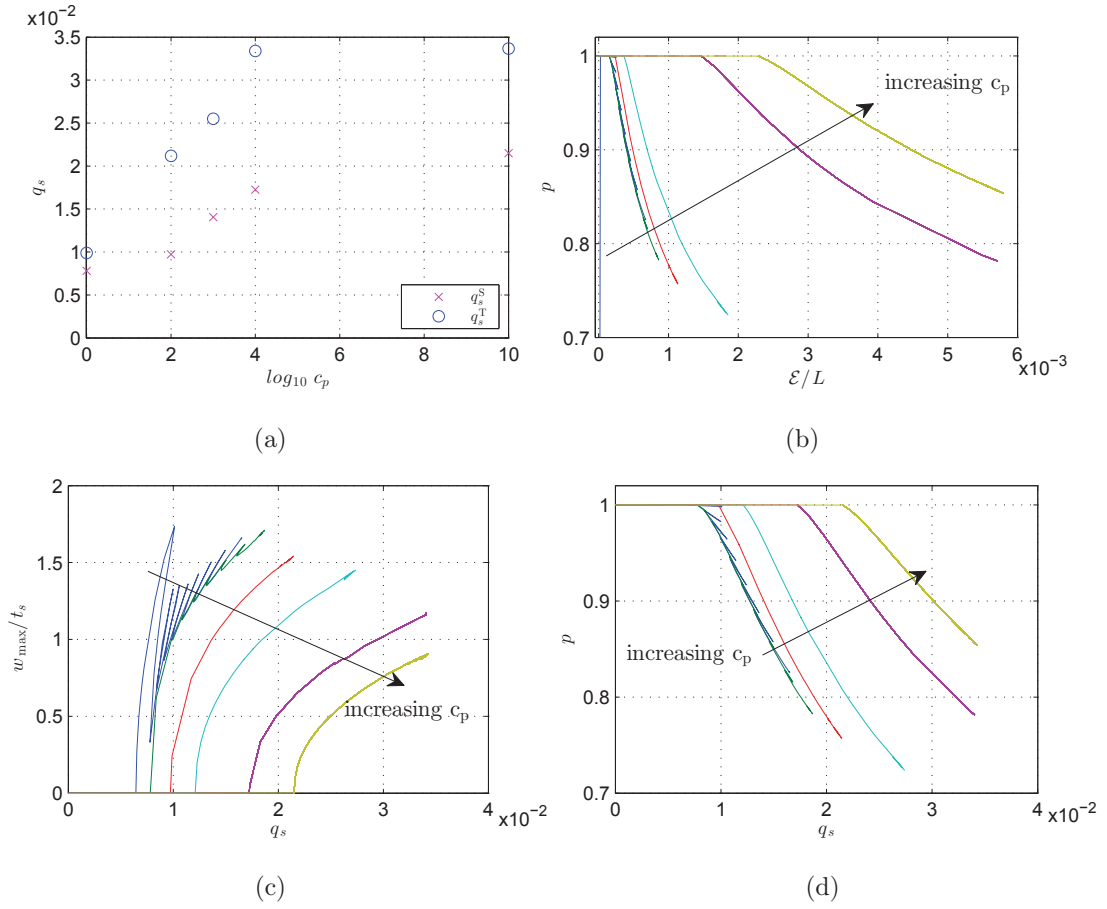 x10⁻²
3.5
3
2.5
2
1.5
1
0.5
0
q_s
0 2 4 6 8 10
log₁₀ c_p
q_s^S
q_s^T
(a)
1
0.9
0.8
0.7
p
increasing c_p
0 1 2 3 4 5 6
x10⁻³
ℰ/L
(b)
2
1.5
1
0.5
0
w_max/t_s
increasing c_p
0 1 2 3 4
x10⁻²
q_s
(c)
1
0.9
0.8
0.7
p
increasing c_p
0 1 2 3 4
x10⁻²
q_s
(d)